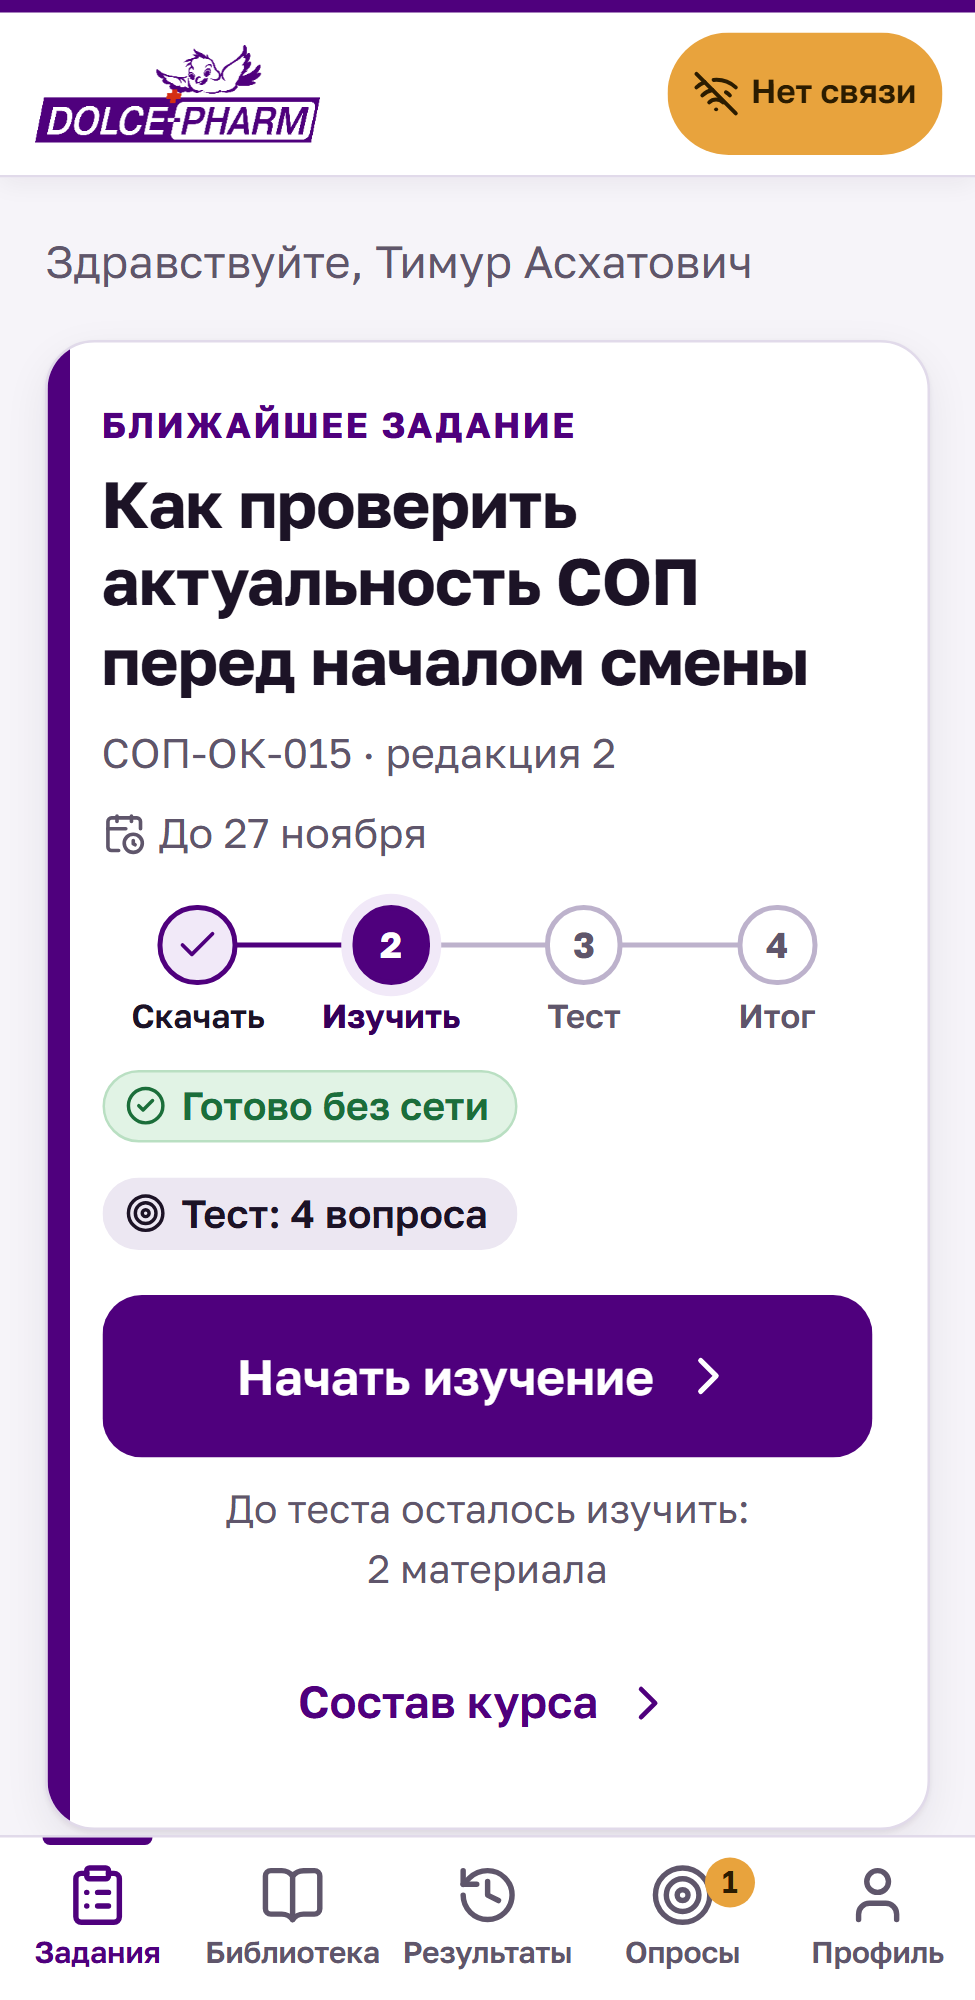 DOLCE-PHARM
Нет связи
Здравствуйте, Тимур Асхатович
БЛИЖАЙШЕЕ ЗАДАНИЕ
Как проверить
актуальность СОП
перед началом смены
СОП-ОК-015 · редакция 2
До 27 ноября
2
3
4
Скачать
Изучить
Тест
Итог
Готово без сети
Тест: 4 вопроса
Начать изучение
До теста осталось изучить:
2 материала
Состав курса
1
Задания
Библиотека
Результаты
Опросы
Профиль